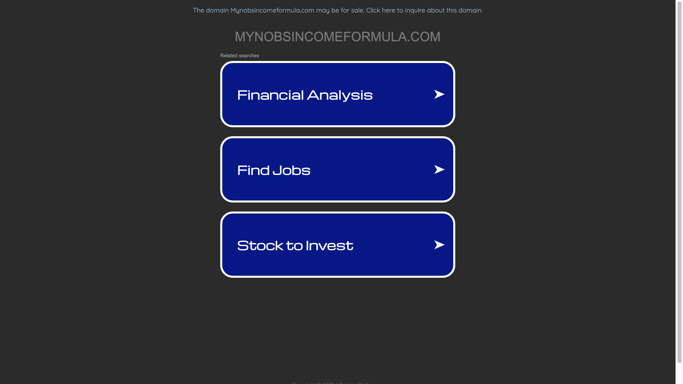 The domain Mynobsincomeformula.com may be for sale. Click here to inquire about this domain.
MYNOBSINCOMEFORMULA.COM
Related searches
Financial Analysis
Find Jobs
Stock to Invest